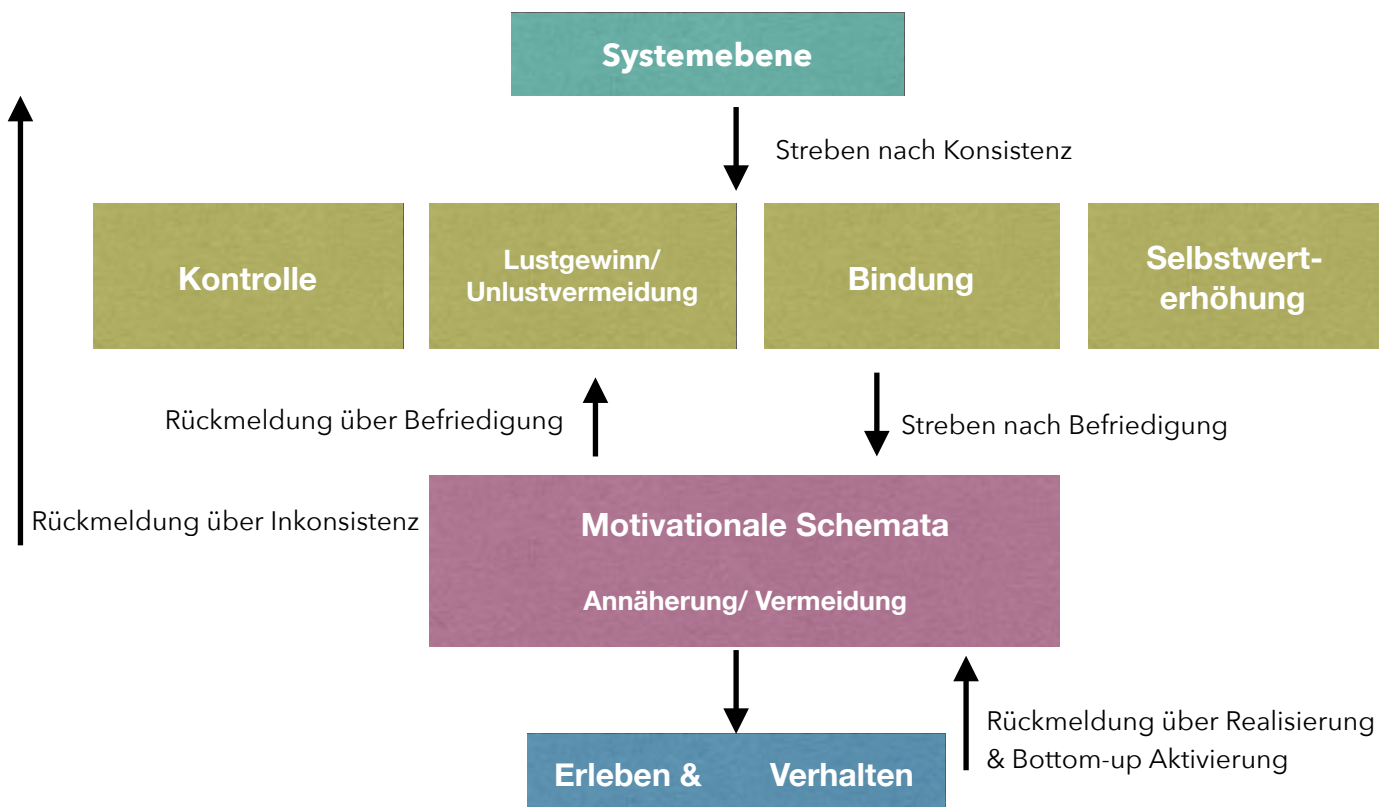 Systemebene
Streben nach Konsistenz
Kontrolle
Lustgewinn/
Unlustvermeidung
Bindung
Selbstwert-
erhöhung
Rückmeldung über Befriedigung
Streben nach Befriedigung
Rückmeldung über Inkonsistenz
Motivationale Schemata
Annäherung/ Vermeidung
Rückmeldung über Realisierung
& Bottom-up Aktivierung
Erleben & Verhalten